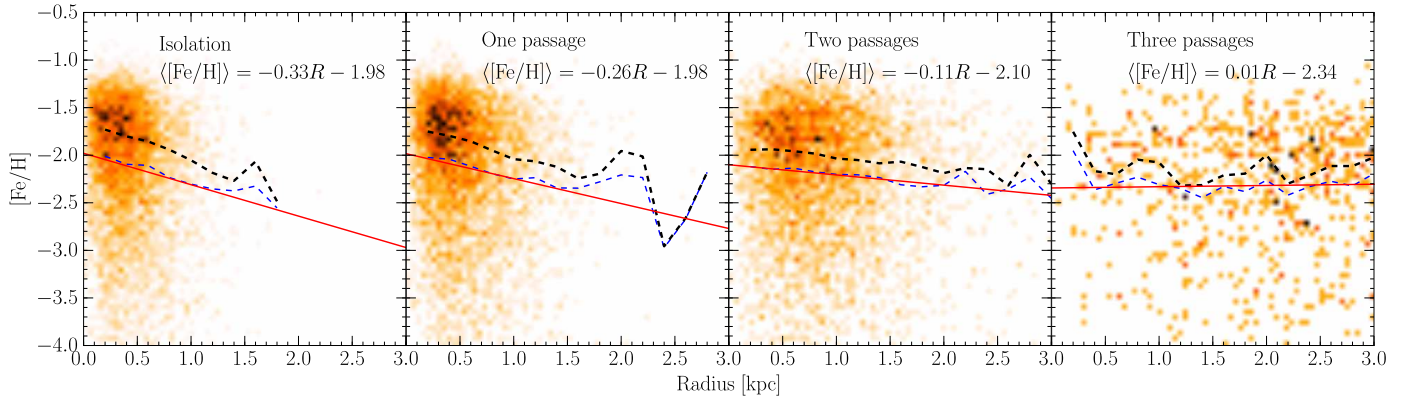 Isolation
⟨[Fe/H]⟩ = −0.33R − 1.98
One passage
⟨[Fe/H]⟩ = −0.26R − 1.98
Two passages
⟨[Fe/H]⟩ = −0.11R − 2.10
Three passages
⟨[Fe/H]⟩ = 0.01R − 2.34
[Fe/H]
−0.5
−1.0
−1.5
−2.0
−2.5
−3.0
−3.5
−4.0
0.0 0.5 1.0 1.5 2.0 2.5 3.0 0.5 1.0 1.5 2.0 2.5 3.0 0.5 1.0 1.5 2.0 2.5 3.0 0.5 1.0 1.5 2.0 2.5 3.0
Radius [kpc]